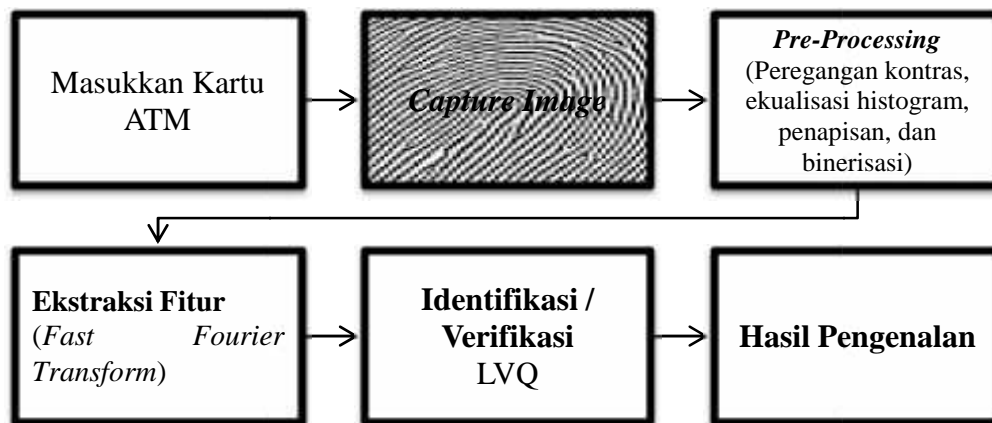 Masukkan Kartu
ATM
Capture Image
Pre-Processing
(Peregangan kontras,
ekualisasi histogram,
penapisan, dan
binerisasi)
Ekstraksi Fitur
(Fast Fourier
Transform)
Identifikasi /
Verifikasi
LVQ
Hasil Pengenalan